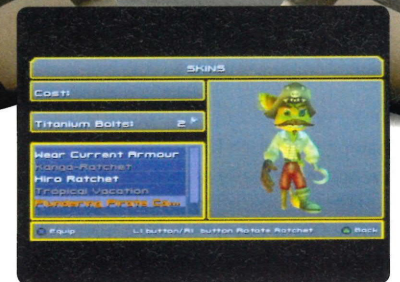 SKINS
Cost:
Titanium Bolts: 2
Wear Current Armour
Kanga-Ratchet
Hiro Ratchet
Tropical Vacation
Equip L1 button/R1 button Rotate Ratchet Back